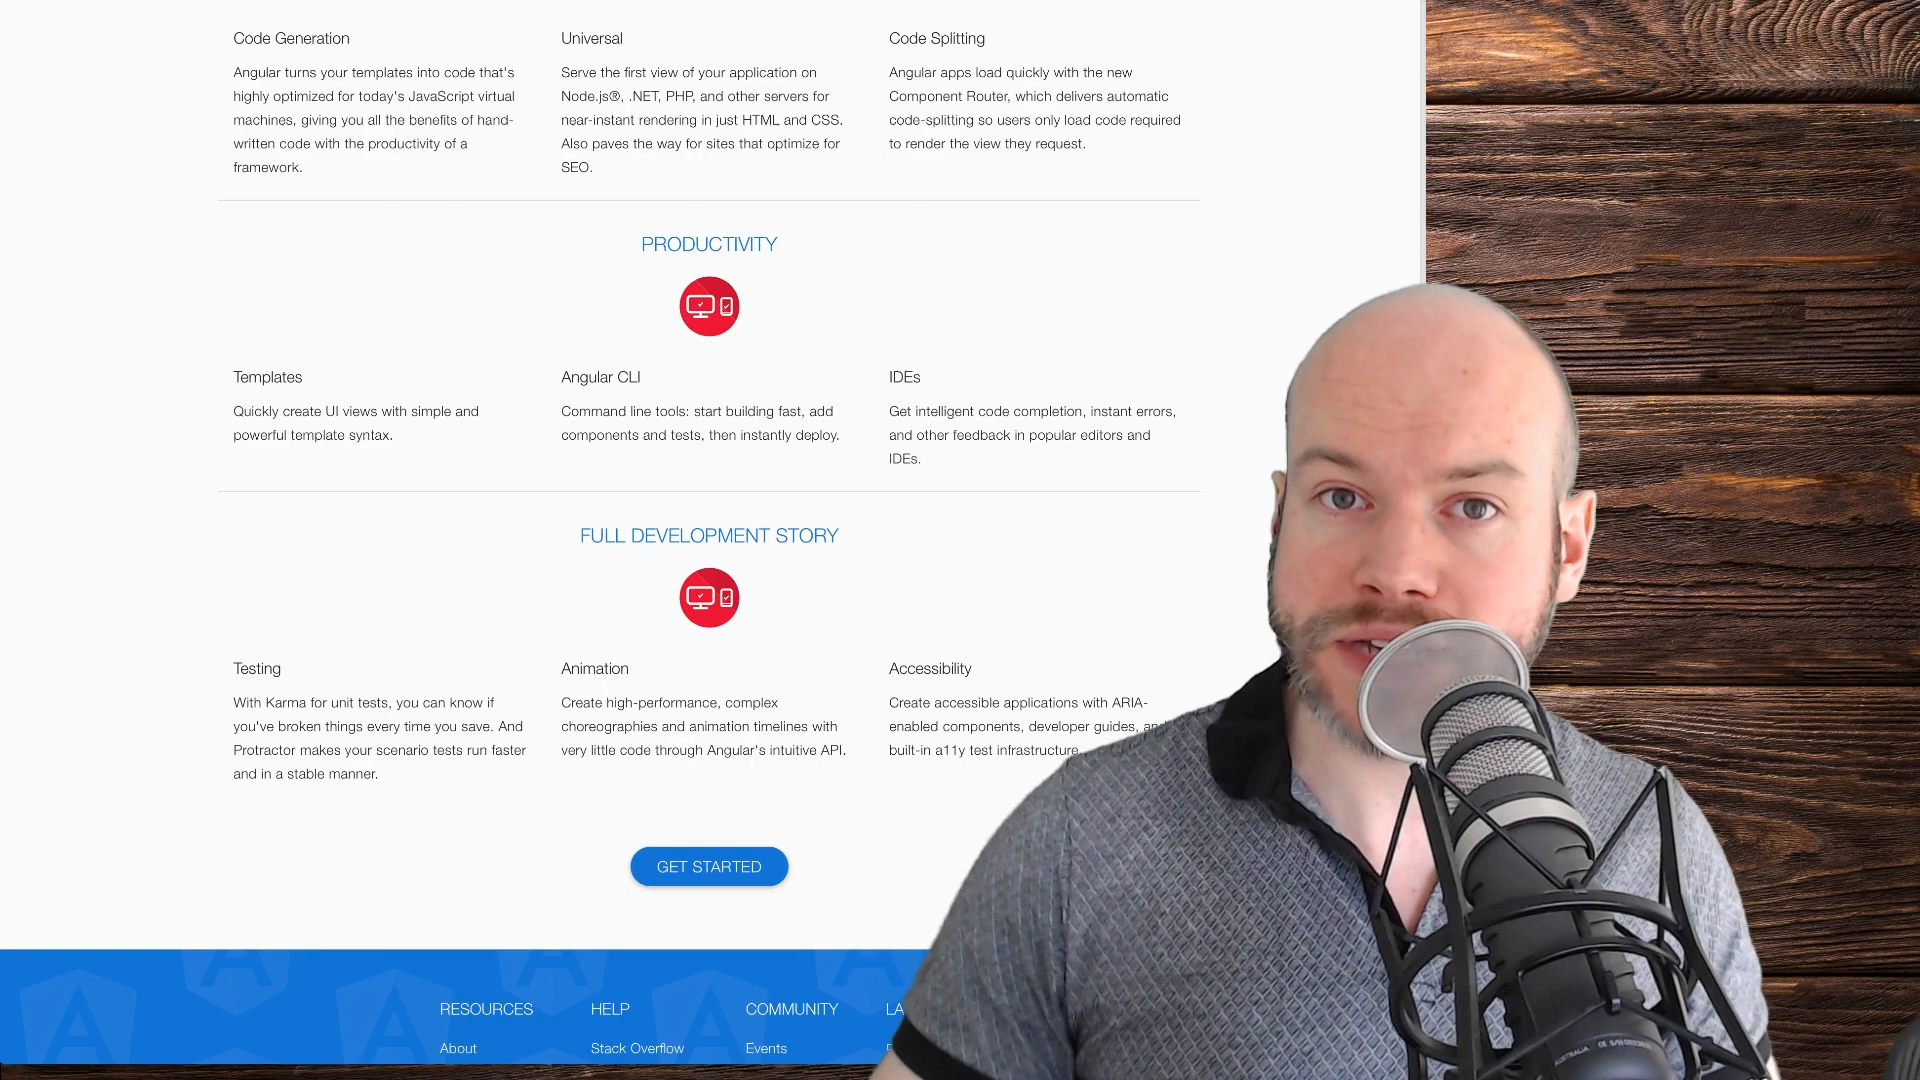 Code Generation
Angular turns your templates into code that's
highly optimized for today's JavaScript virtual
machines, giving you all the benefits of hand-
written code with the productivity of a
framework.
Universal
Serve the first view of your application on
Node.js®, .NET, PHP, and other servers for
near-instant rendering in just HTML and CSS.
Also paves the way for sites that optimize for
SEO.
Code Splitting
Angular apps load quickly with the new
Component Router, which delivers automatic
code-splitting so users only load code required
to render the view they request.
PRODUCTIVITY
Templates
Quickly create UI views with simple and
powerful template syntax.
Angular CLI
Command line tools: start building fast, add
components and tests, then instantly deploy.
IDEs
Get intelligent code completion, instant errors,
and other feedback in popular editors and
IDEs.
FULL DEVELOPMENT STORY
Testing
With Karma for unit tests, you can know if
you've broken things every time you save. And
Protractor makes your scenario tests run faster
and in a stable manner.
Animation
Create high-performance, complex
choreographies and animation timelines with
very little code through Angular's intuitive API.
Accessibility
Create accessible applications with ARIA-
enabled components, developer guides, and
built-in a11y test infrastructure.
GET STARTED
RESOURCES
About
HELP
Stack Overflow
COMMUNITY
Events
LA
AUSTRALIA